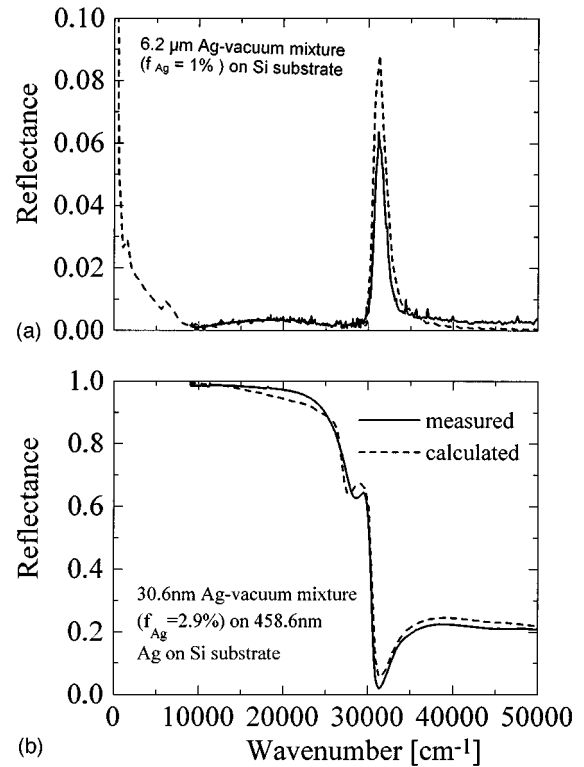 0.10
6.2 µm Ag-vacuum mixture
(f Ag = 1% ) on Si substrate
0.08
0.06
0.04
0.02
0.00
Reflectance
(a)
1.0
measured
0.8
calculated
0.6
0.4
30.6nm Ag-vacuum mixture
(fAg=2.9%) on 458.6nm
0.2
Ag on Si substrate
0.0
Reflectance
0 10000 20000 30000 40000 50000
(b)
Wavenumber [cm-1]